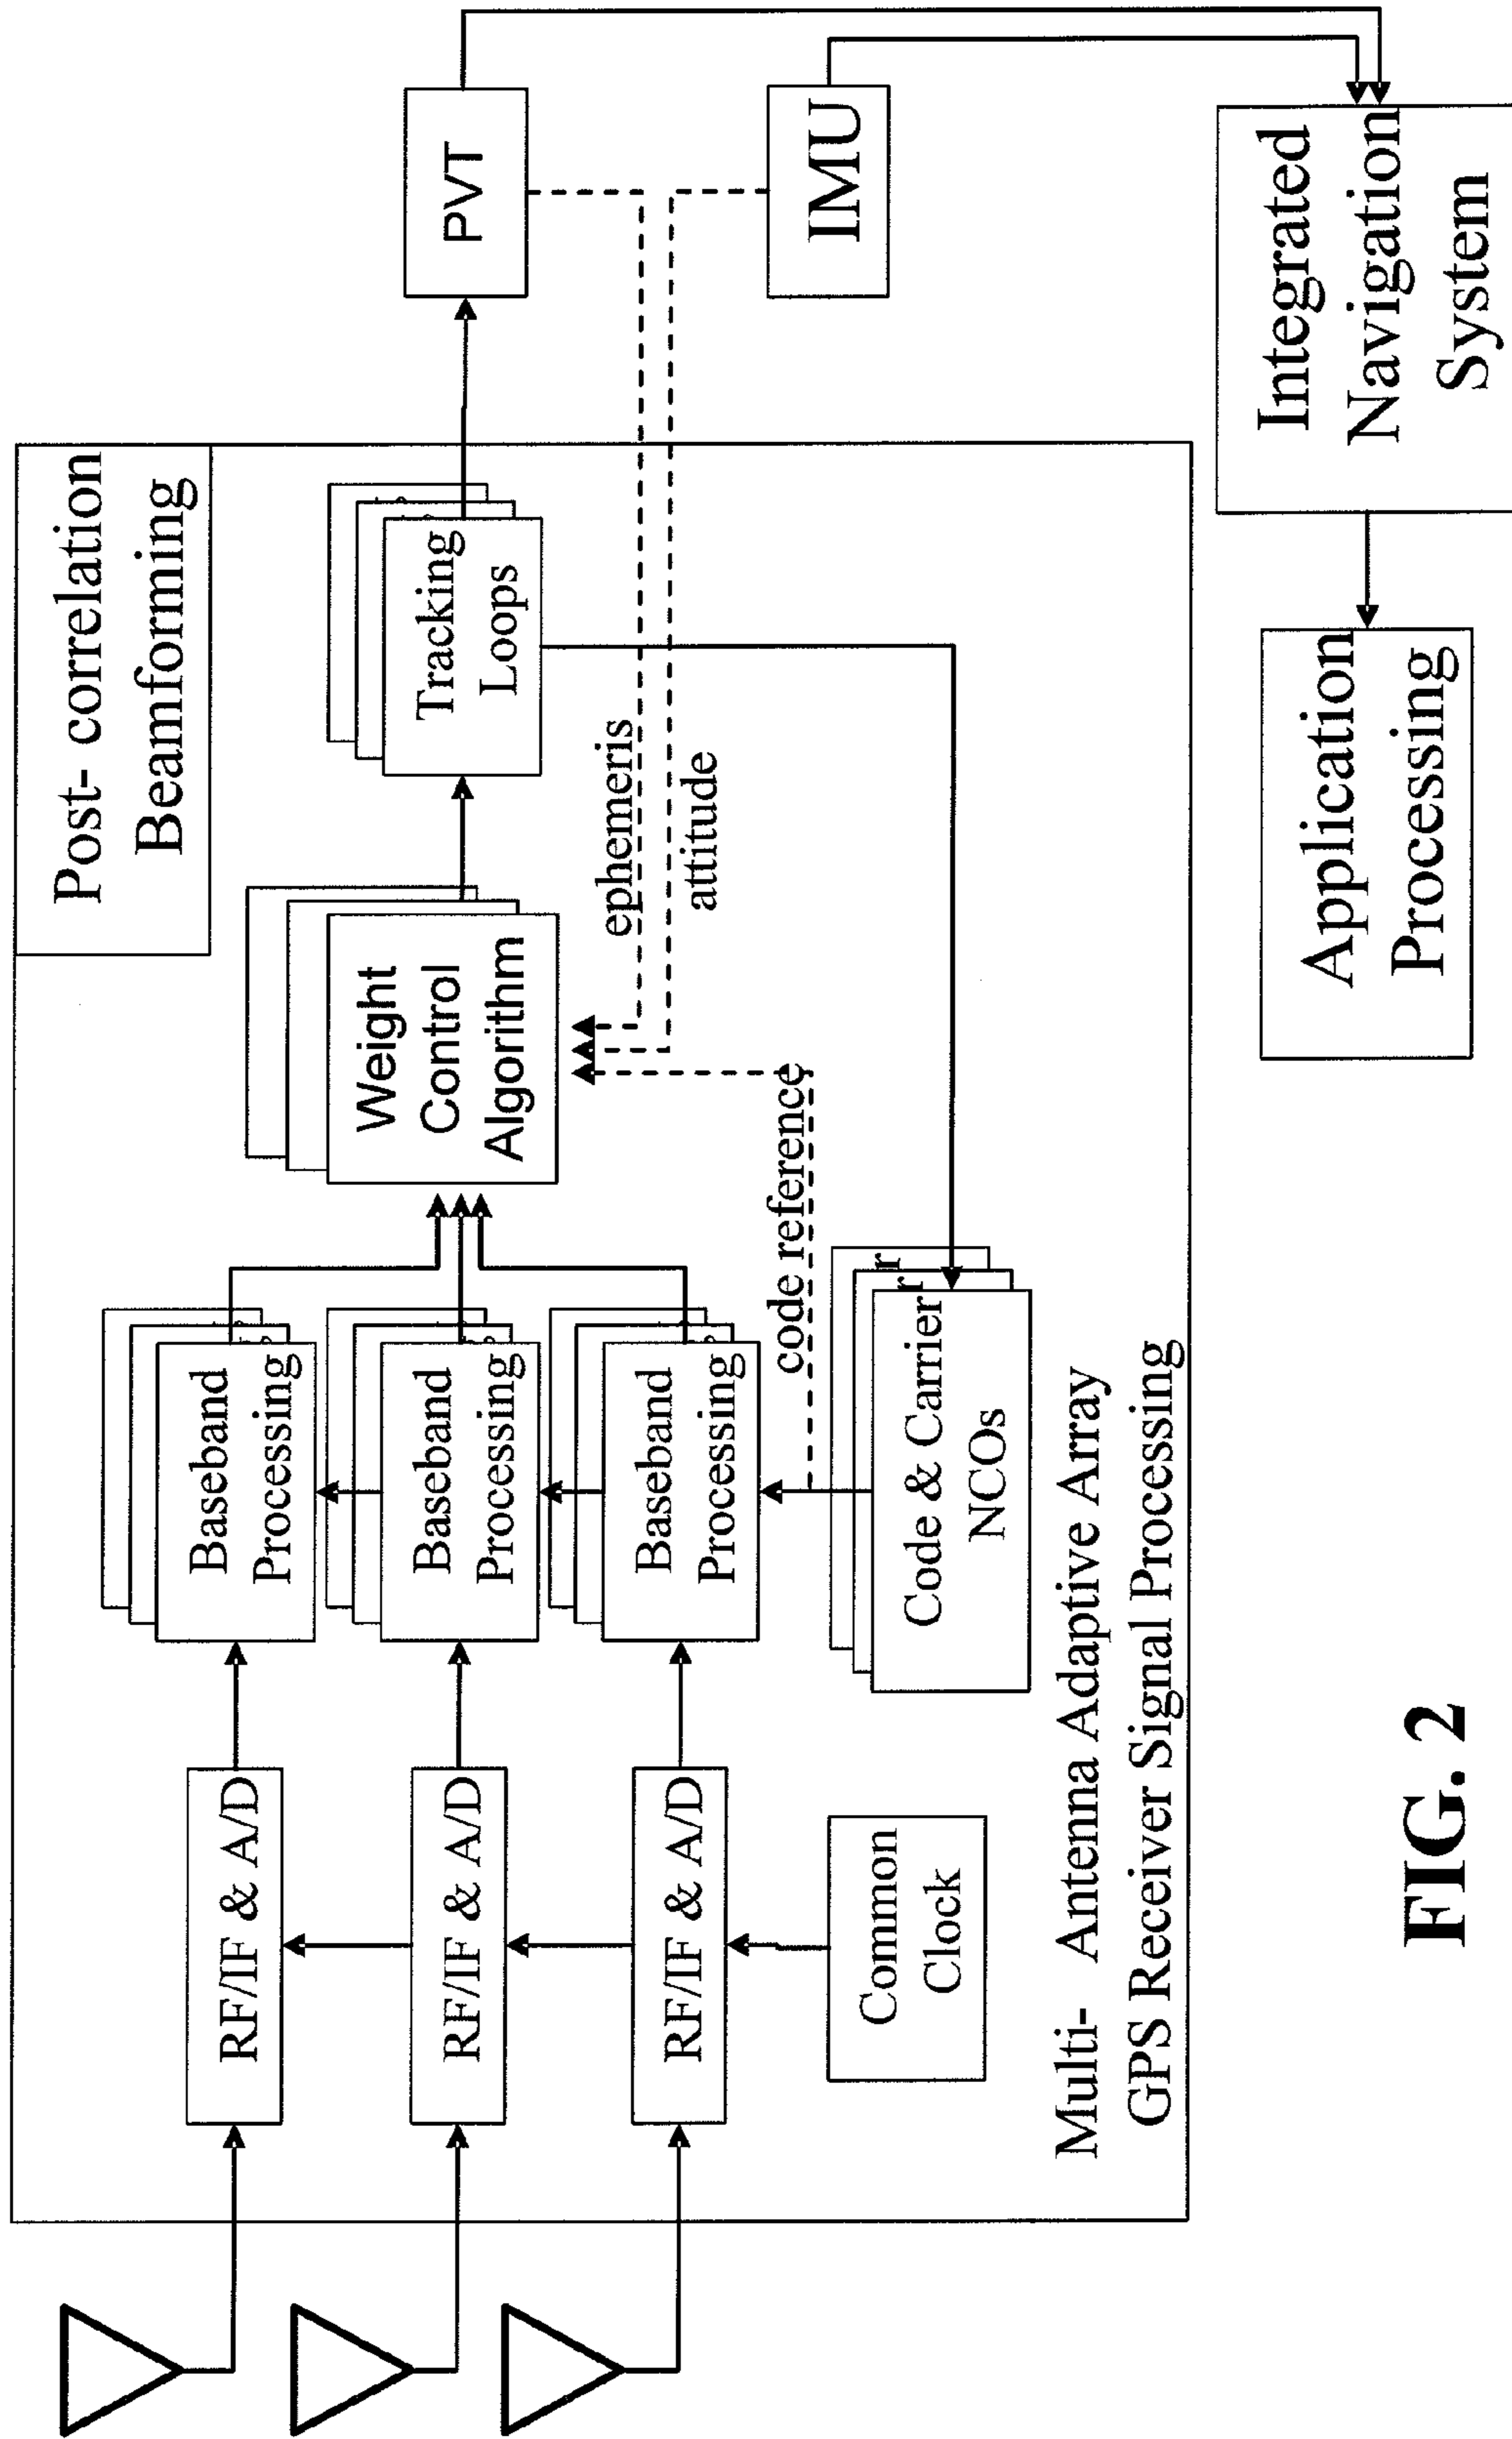 Post- correlation
Beamforming
RF/IF & A/D
RF/IF & A/D
RF/IF & A/D
Common
Clock
Baseband
Processing
Baseband
Processing
Baseband
Processing
Code & Carrier
NCOs
r
r
code reference
Weight
Control
Algorithm
ephemeris
attitude
Tracking
Loops
PVT
IMU
Multi- Antenna Adaptive Array
GPS Receiver Signal Processing
Integrated
Navigation
System
Application
Processing
FIG. 2